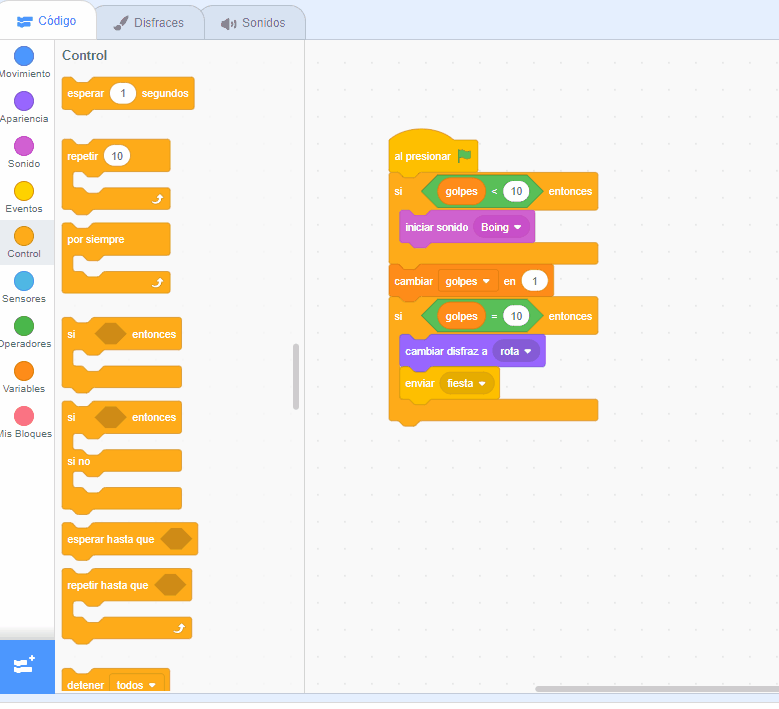 Código
Disfraces
Sonidos
Movimiento
Apariencia
Sonido
Eventos
Control
Sensores
Operadores
Variables
Mis Bloques
Control
esperar 1 segundos
repetir 10
por siempre
si entonces
si entonces
si no
esperar hasta que
repetir hasta que
detener todos
al presionar
si golpes < 10 entonces
iniciar sonido Boing
cambiar golpes en 1
si golpes = 10 entonces
cambiar disfraz a rota
enviar fiesta